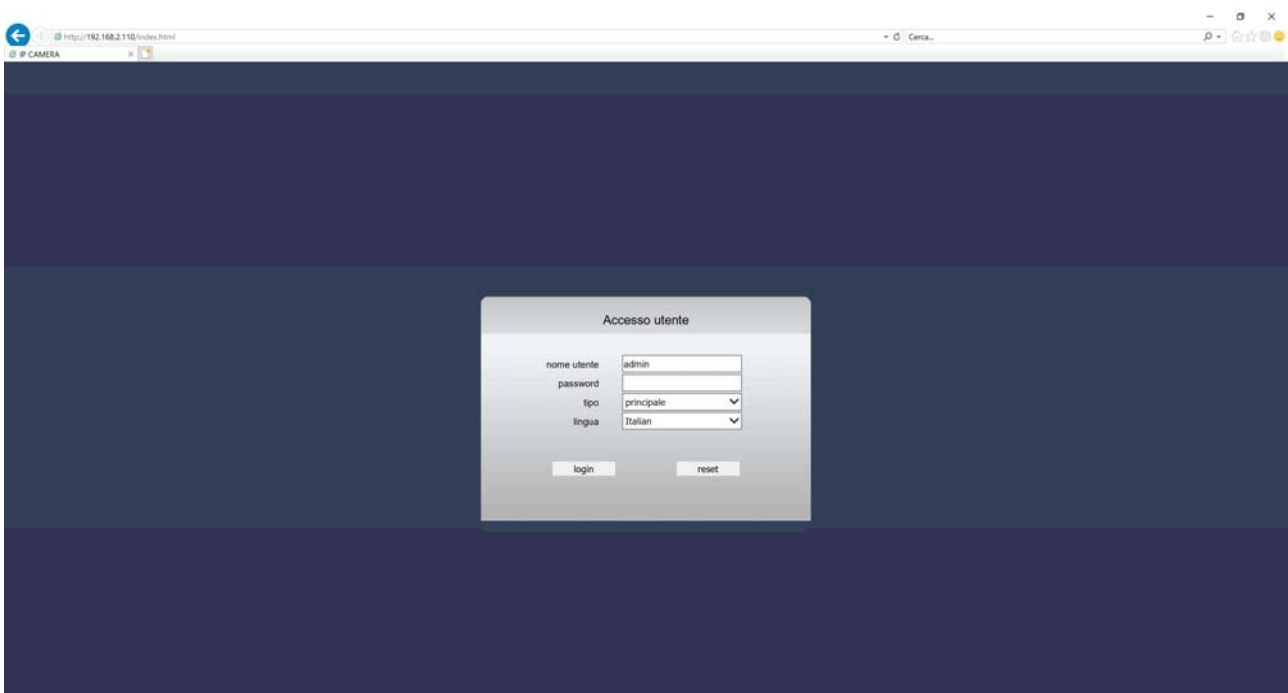 http://192.168.2.110/index.html
Cerca...
IP CAMERA
Accesso utente
nome utente admin
password
tipo principale
lingua Italian
login reset